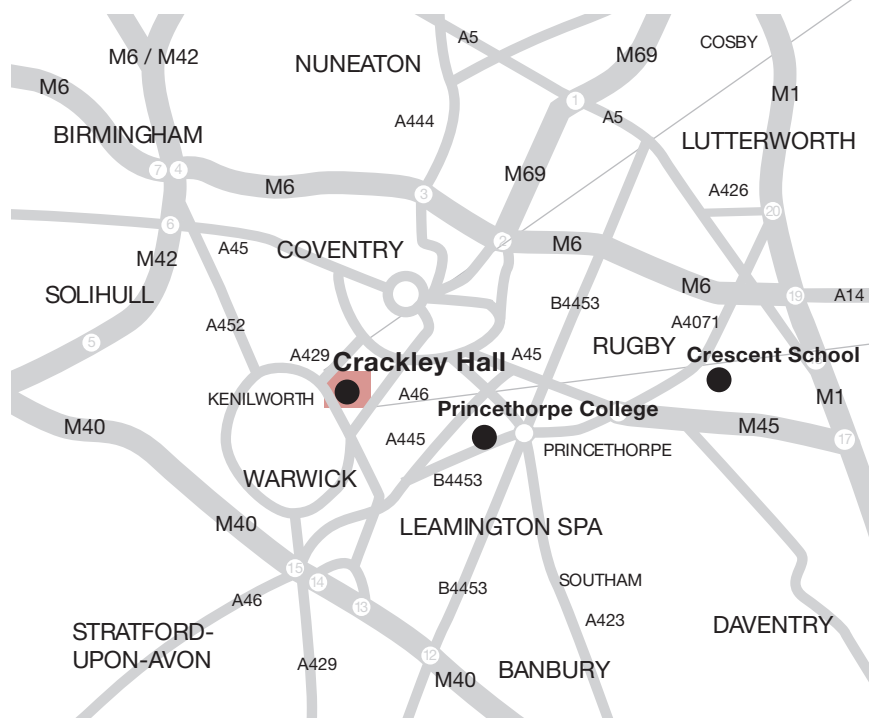 A5
COSBY
M6 / M42
NUNEATON
M69
M6
M1
A444
1
A5
BIRMINGHAM
LUTTERWORTH
7
4
M6
3
M69
A426
20
6
A45
COVENTRY
2
M6
M42
SOLIHULL
M6
19
A14
B4453
A452
A4071
5
RUGBY
A429
Crackley Hall
A45
Crescent School
KENILWORTH
A46
M1
Princethorpe College
M40
A445
M45
17
PRINCETHORPE
WARWICK
B4453
M40
LEAMINGTON SPA
15
14
SOUTHAM
B4453
A46
13
A423
STRATFORD-
UPON-AVON
DAVENTRY
A429
12
M40
BANBURY